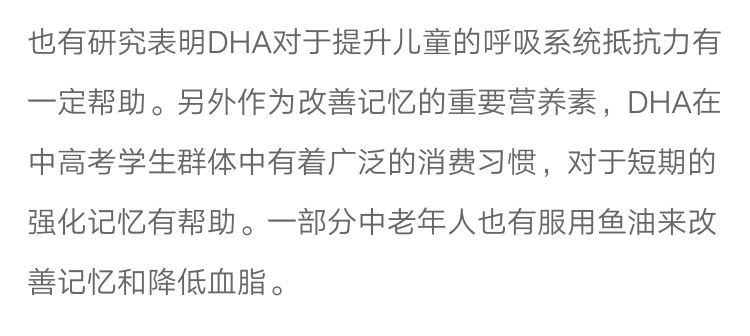 也有研究表明DHA对于提升儿童的呼吸系统抵抗力有
一定帮助。另外作为改善记忆的重要营养素，DHA在
中高考学生群体中有着广泛的消费习惯，对于短期的
强化记忆有帮助。一部分中老年人也有服用鱼油来改
善记忆和降低血脂。